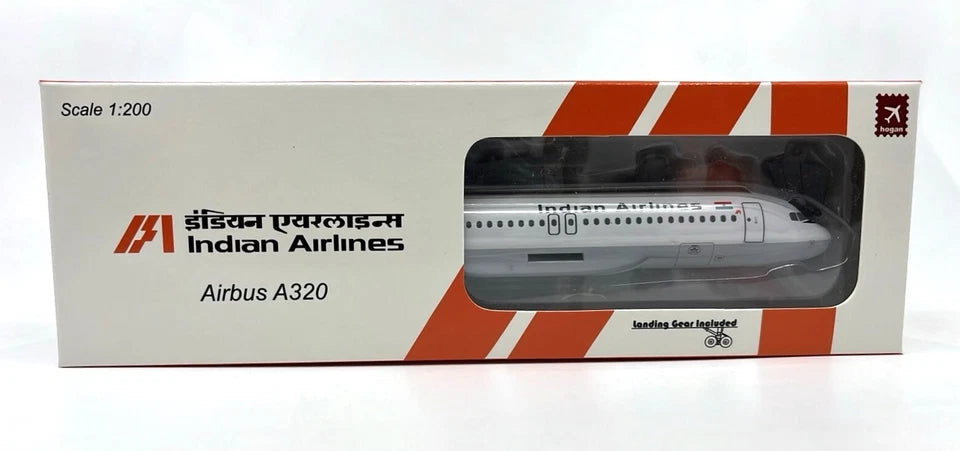 Scale 1:200
hogan
इंडियन एयरलाइन्स
Indian Airlines
Airbus A320
Indian Airlines
Landing Gear Included